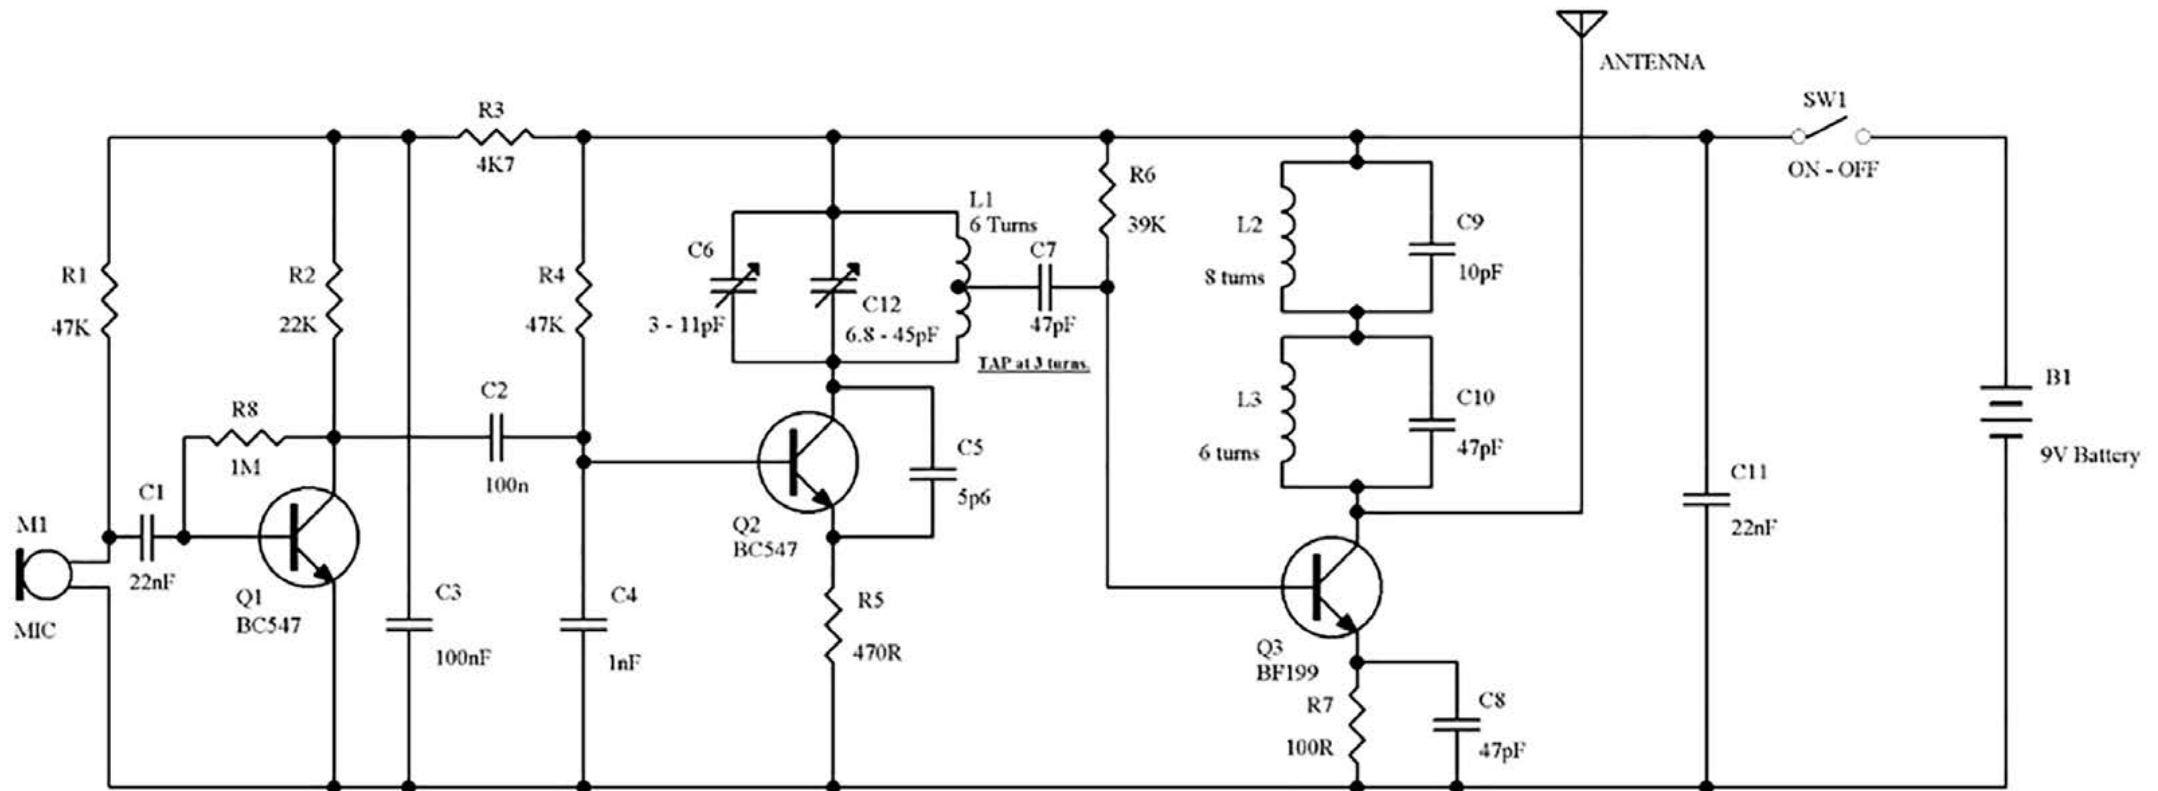 ANTENNA
SW1
ON - OFF
R3
4K7
R1
47K
R2
22K
R4
47K
C6
3 - 11pF
C12
6.8 - 45pF
L1
6 Turns
C7
47pF
TAP at 3 turns.
R6
39K
L2
8 turns
C9
10pF
L3
6 turns
C10
47pF
B1
9V Battery
C11
22nF
R8
1M
C2
100n
C1
22nF
M1
MIC
Q1
BC547
C3
100nF
C4
1nF
Q2
BC547
C5
5p6
R5
470R
Q3
BF199
R7
100R
C8
47pF